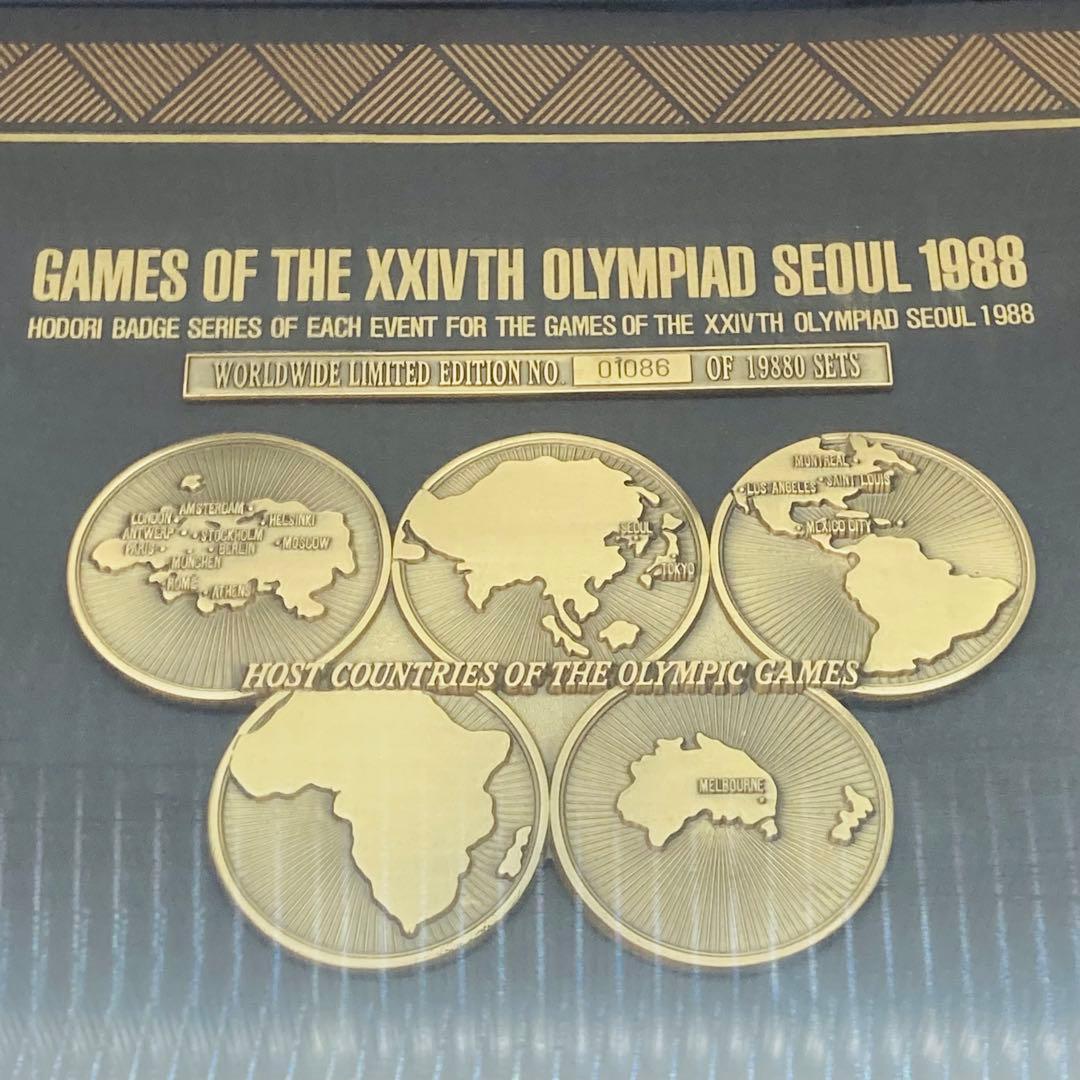 GAMES OF THE XXIVTH OLYMPIAD SEOUL 1988
HODORI BADGE SERIES OF EACH EVENT FOR THE GAMES OF THE XXIVTH OLYMPIAD SEOUL 1988
WORLDWIDE LIMITED EDITION NO. 01086 OF 19880 SETS
AMSTERDAM
LONDON
HELSINKI
ANTWERP
STOCKHOLM
PARIS
BERLIN
MOSCOW
MÜNCHEN
ROME
ATHENS
SEOUL
TOKYO
MONTREAL
LOS ANGELES
SAINT LOUIS
MEXICO CITY
HOST COUNTRIES OF THE OLYMPIC GAMES
MELBOURNE